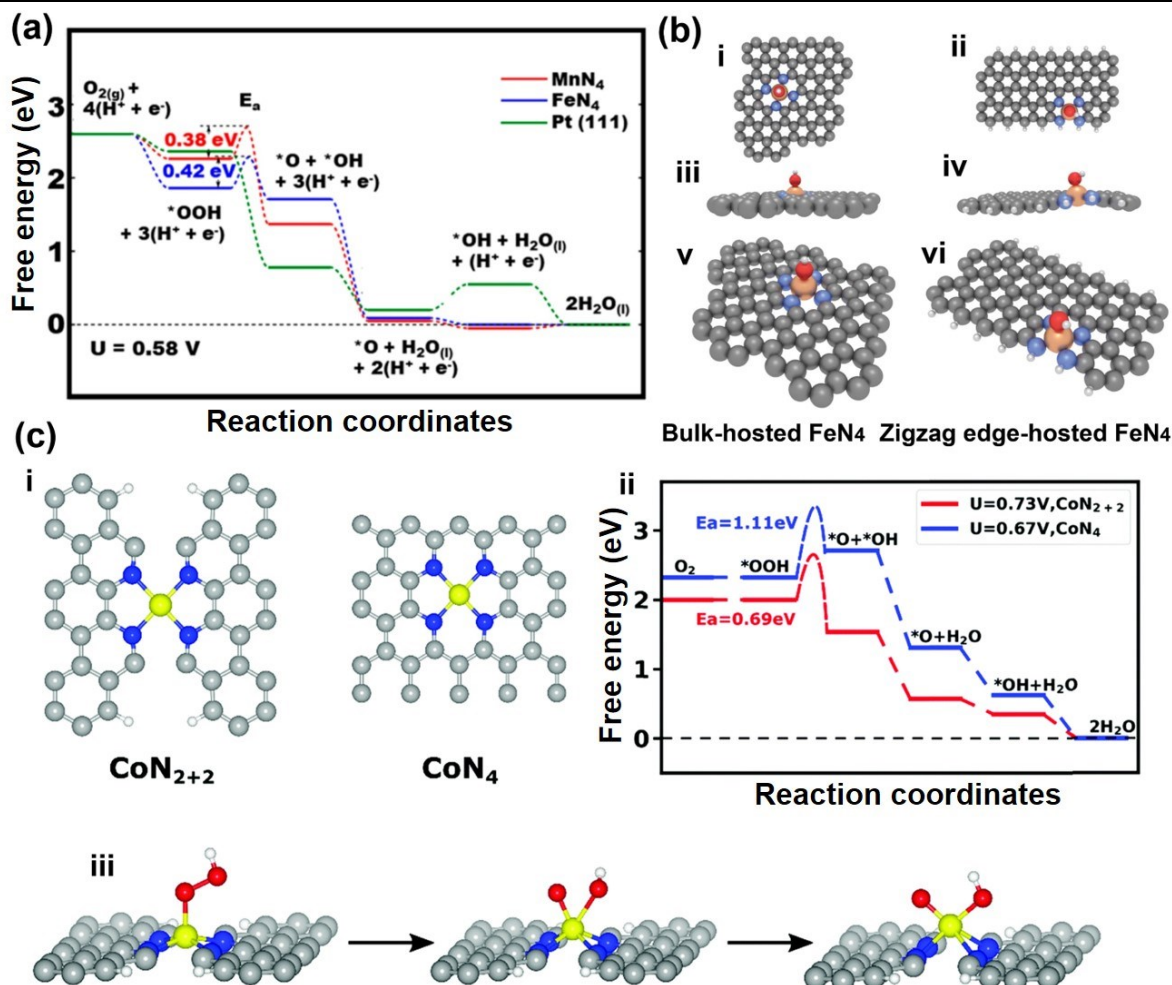 (a)
Free energy (eV)
3
2
1
0
O2(g) +
4(H+ + e-)
Ea
MnN4
FeN4
Pt (111)
0.38 eV
0.42 eV
*O + *OH
+ 3(H+ + e-)
*OOH
+ 3(H+ + e-)
*OH + H2O(l)
+ (H+ + e-)
2H2O(l)
U = 0.58 V
*O + H2O(l)
+ 2(H+ + e-)
Reaction coordinates
(b)
i
ii
iii
iv
v
vi
Bulk-hosted FeN4 Zigzag edge-hosted FeN4
(c)
i
CoN2+2
CoN4
ii
Free energy (eV)
3
2
1
0
U=0.73V,CoN2+2
U=0.67V,CoN4
Ea=1.11eV
*O+*OH
O2
*OOH
Ea=0.69eV
*O+H2O
*OH+H2O
2H2O
Reaction coordinates
iii